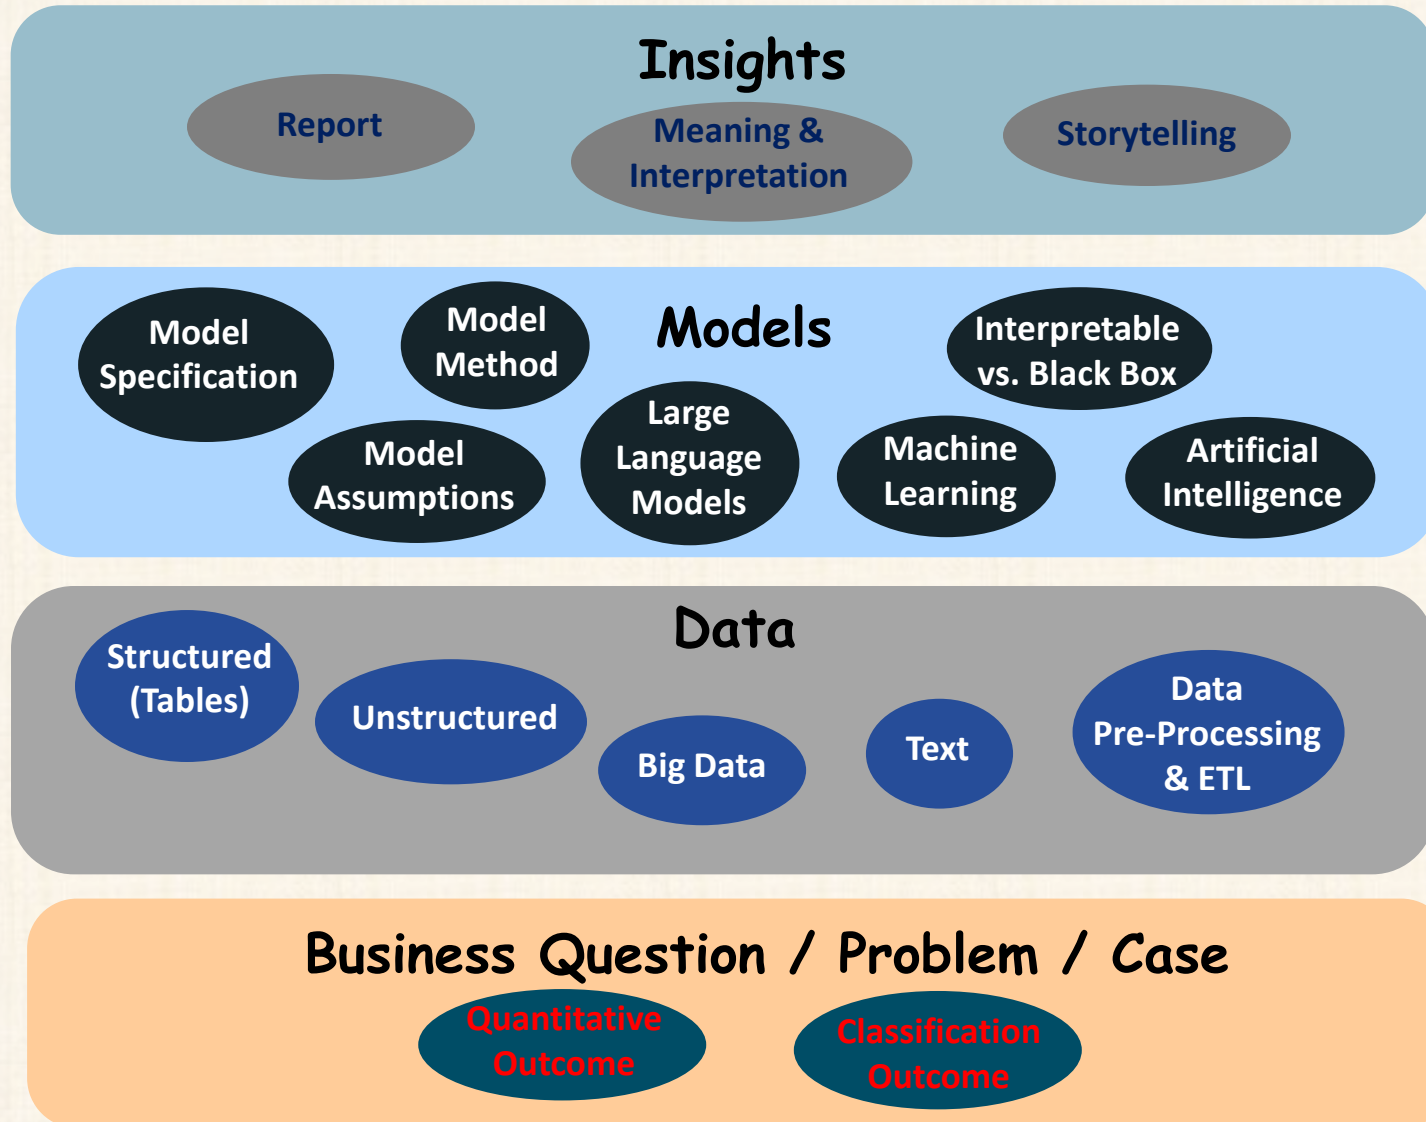 Insights
Report
Meaning &
Interpretation
Storytelling
Models
Model
Specification
Model
Method
Interpretable
vs. Black Box
Model
Assumptions
Large
Language
Models
Machine
Learning
Artificial
Intelligence
Data
Structured
(Tables)
Unstructured
Big Data
Text
Data
Pre-Processing
& ETL
Business Question / Problem / Case
Quantitative
Outcome
Classification
Outcome